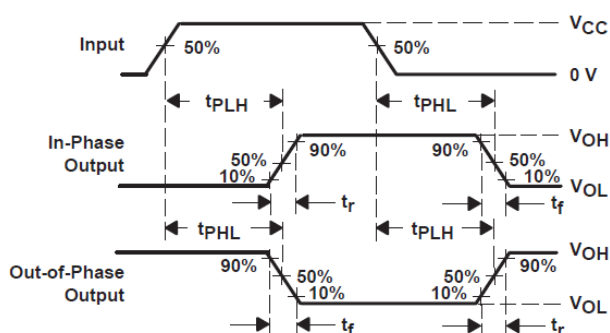 VCC
Input
50%
50%
0 V
tPLH
tPHL
In-Phase
Output
90%
90%
VOH
50%
10%
50%
10%
VOL
tr
tf
tPHL
tPLH
Out-of-Phase
Output
90%
50%
10%
50%
10%
90%
VOH
VOL
tf
tr